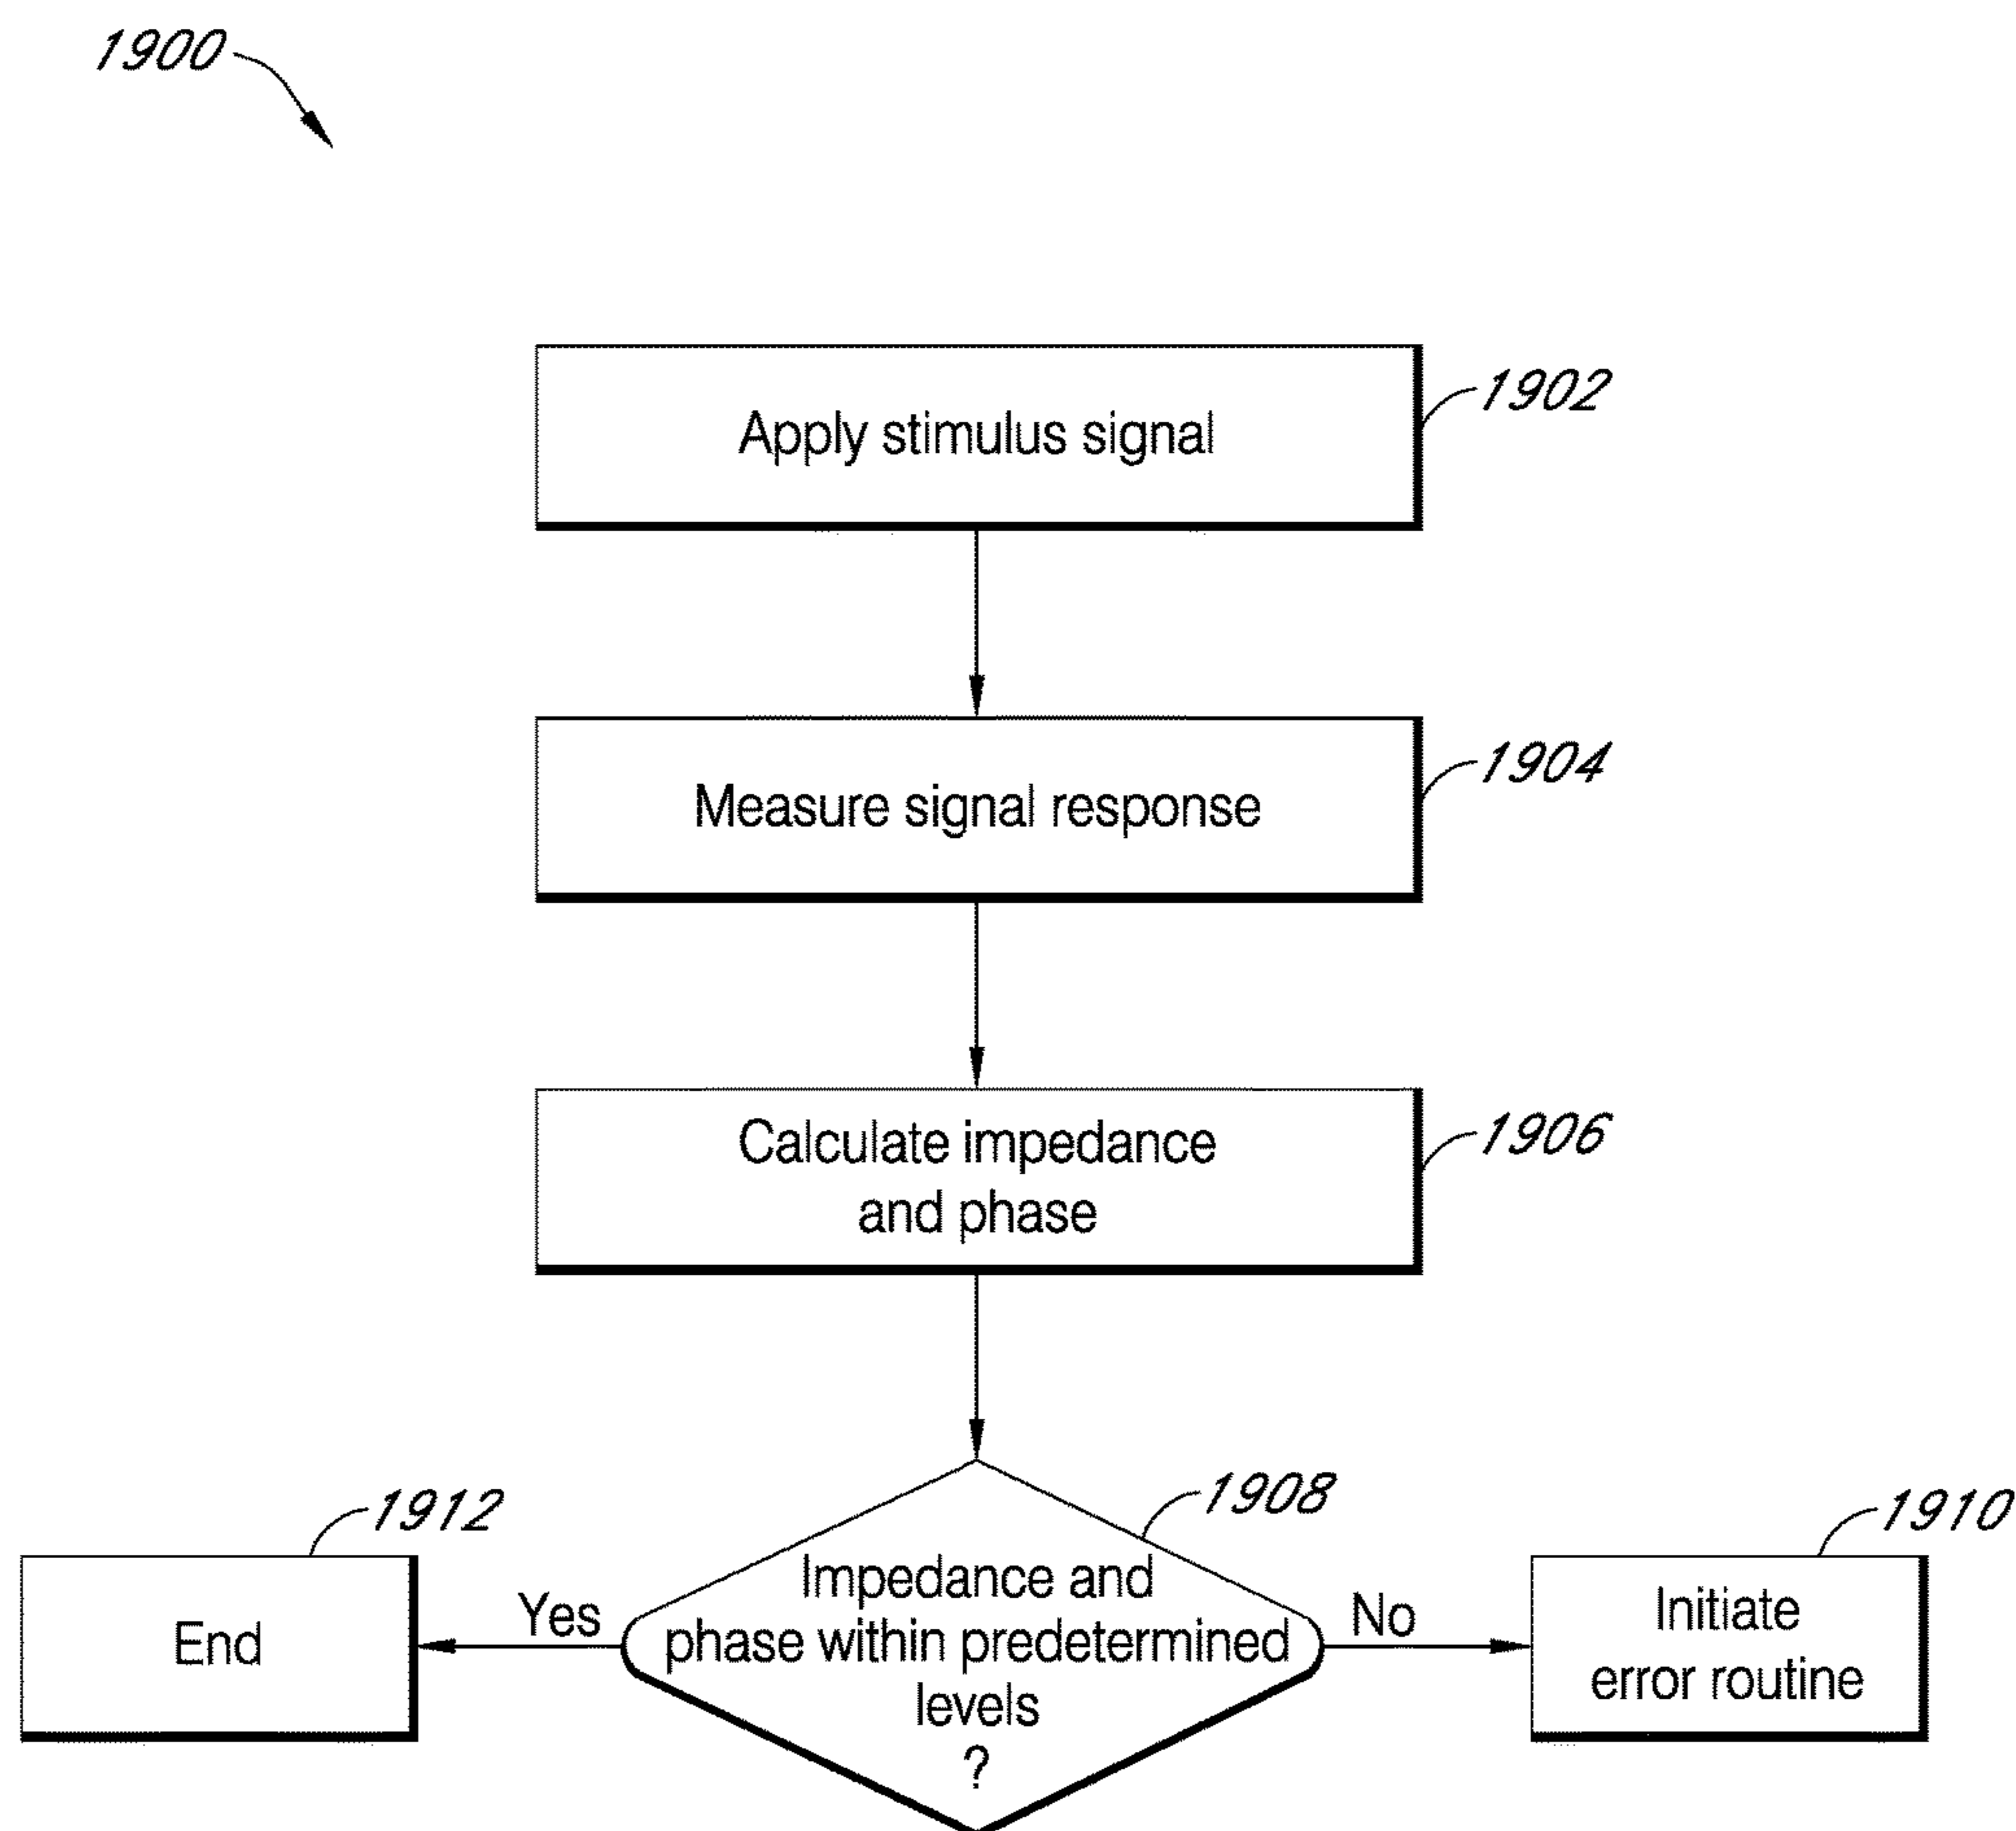 1900
Apply stimulus signal
1902
Measure signal response
1904
Calculate impedance
and phase
1906
1908
Impedance and
phase within predetermined
levels
?
Yes
1912
End
No
1910
Initiate
error routine